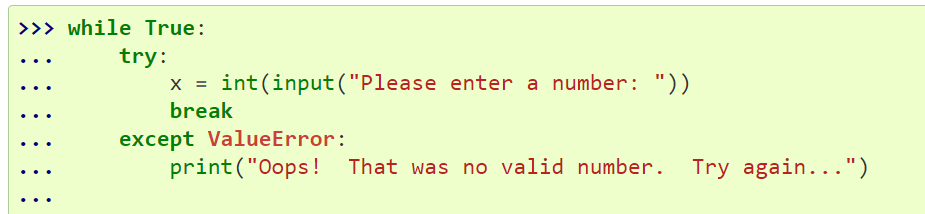 >>> while True:
...     try:
...         x = int(input("Please enter a number: "))
...         break
...     except ValueError:
...         print("Oops!  That was no valid number.  Try again...")
...